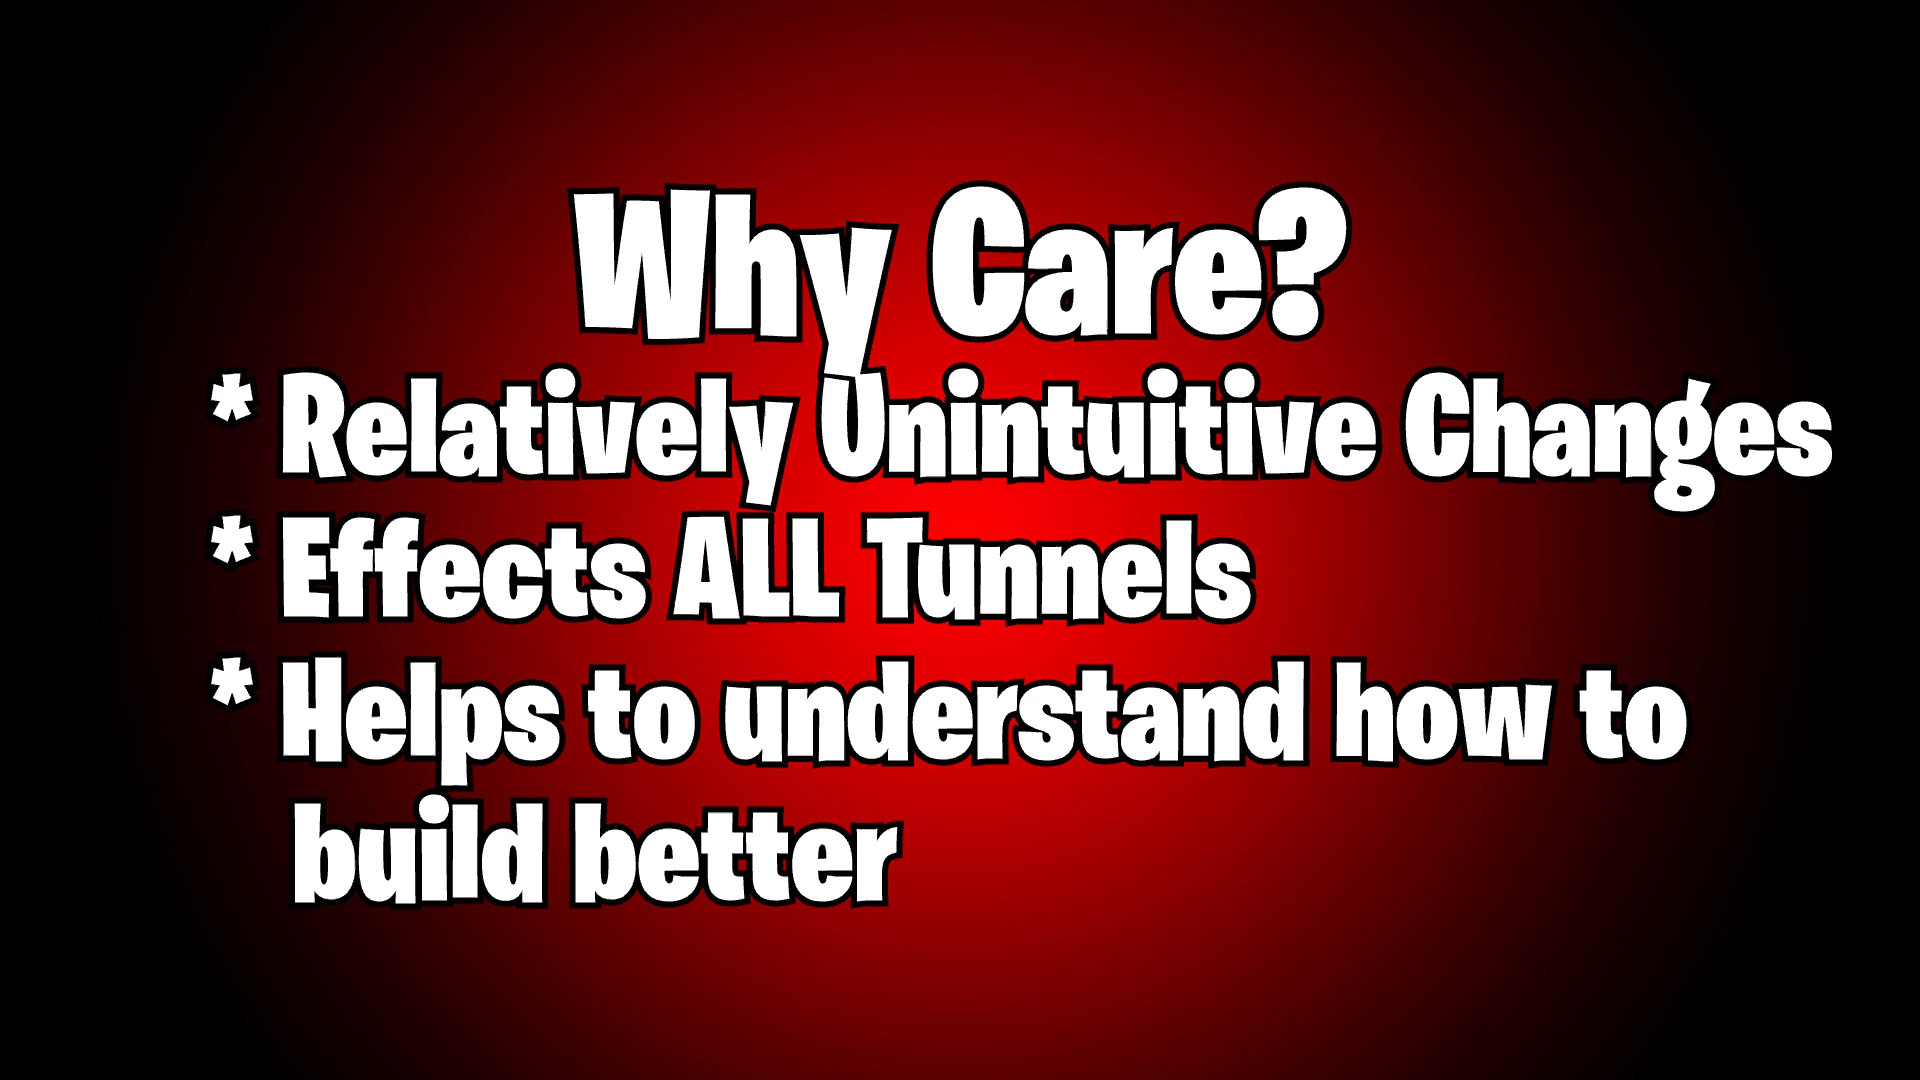 Why Care?
* Relatively Unintuitive Changes
* Effects ALL Tunnels
* Helps to understand how to
build better